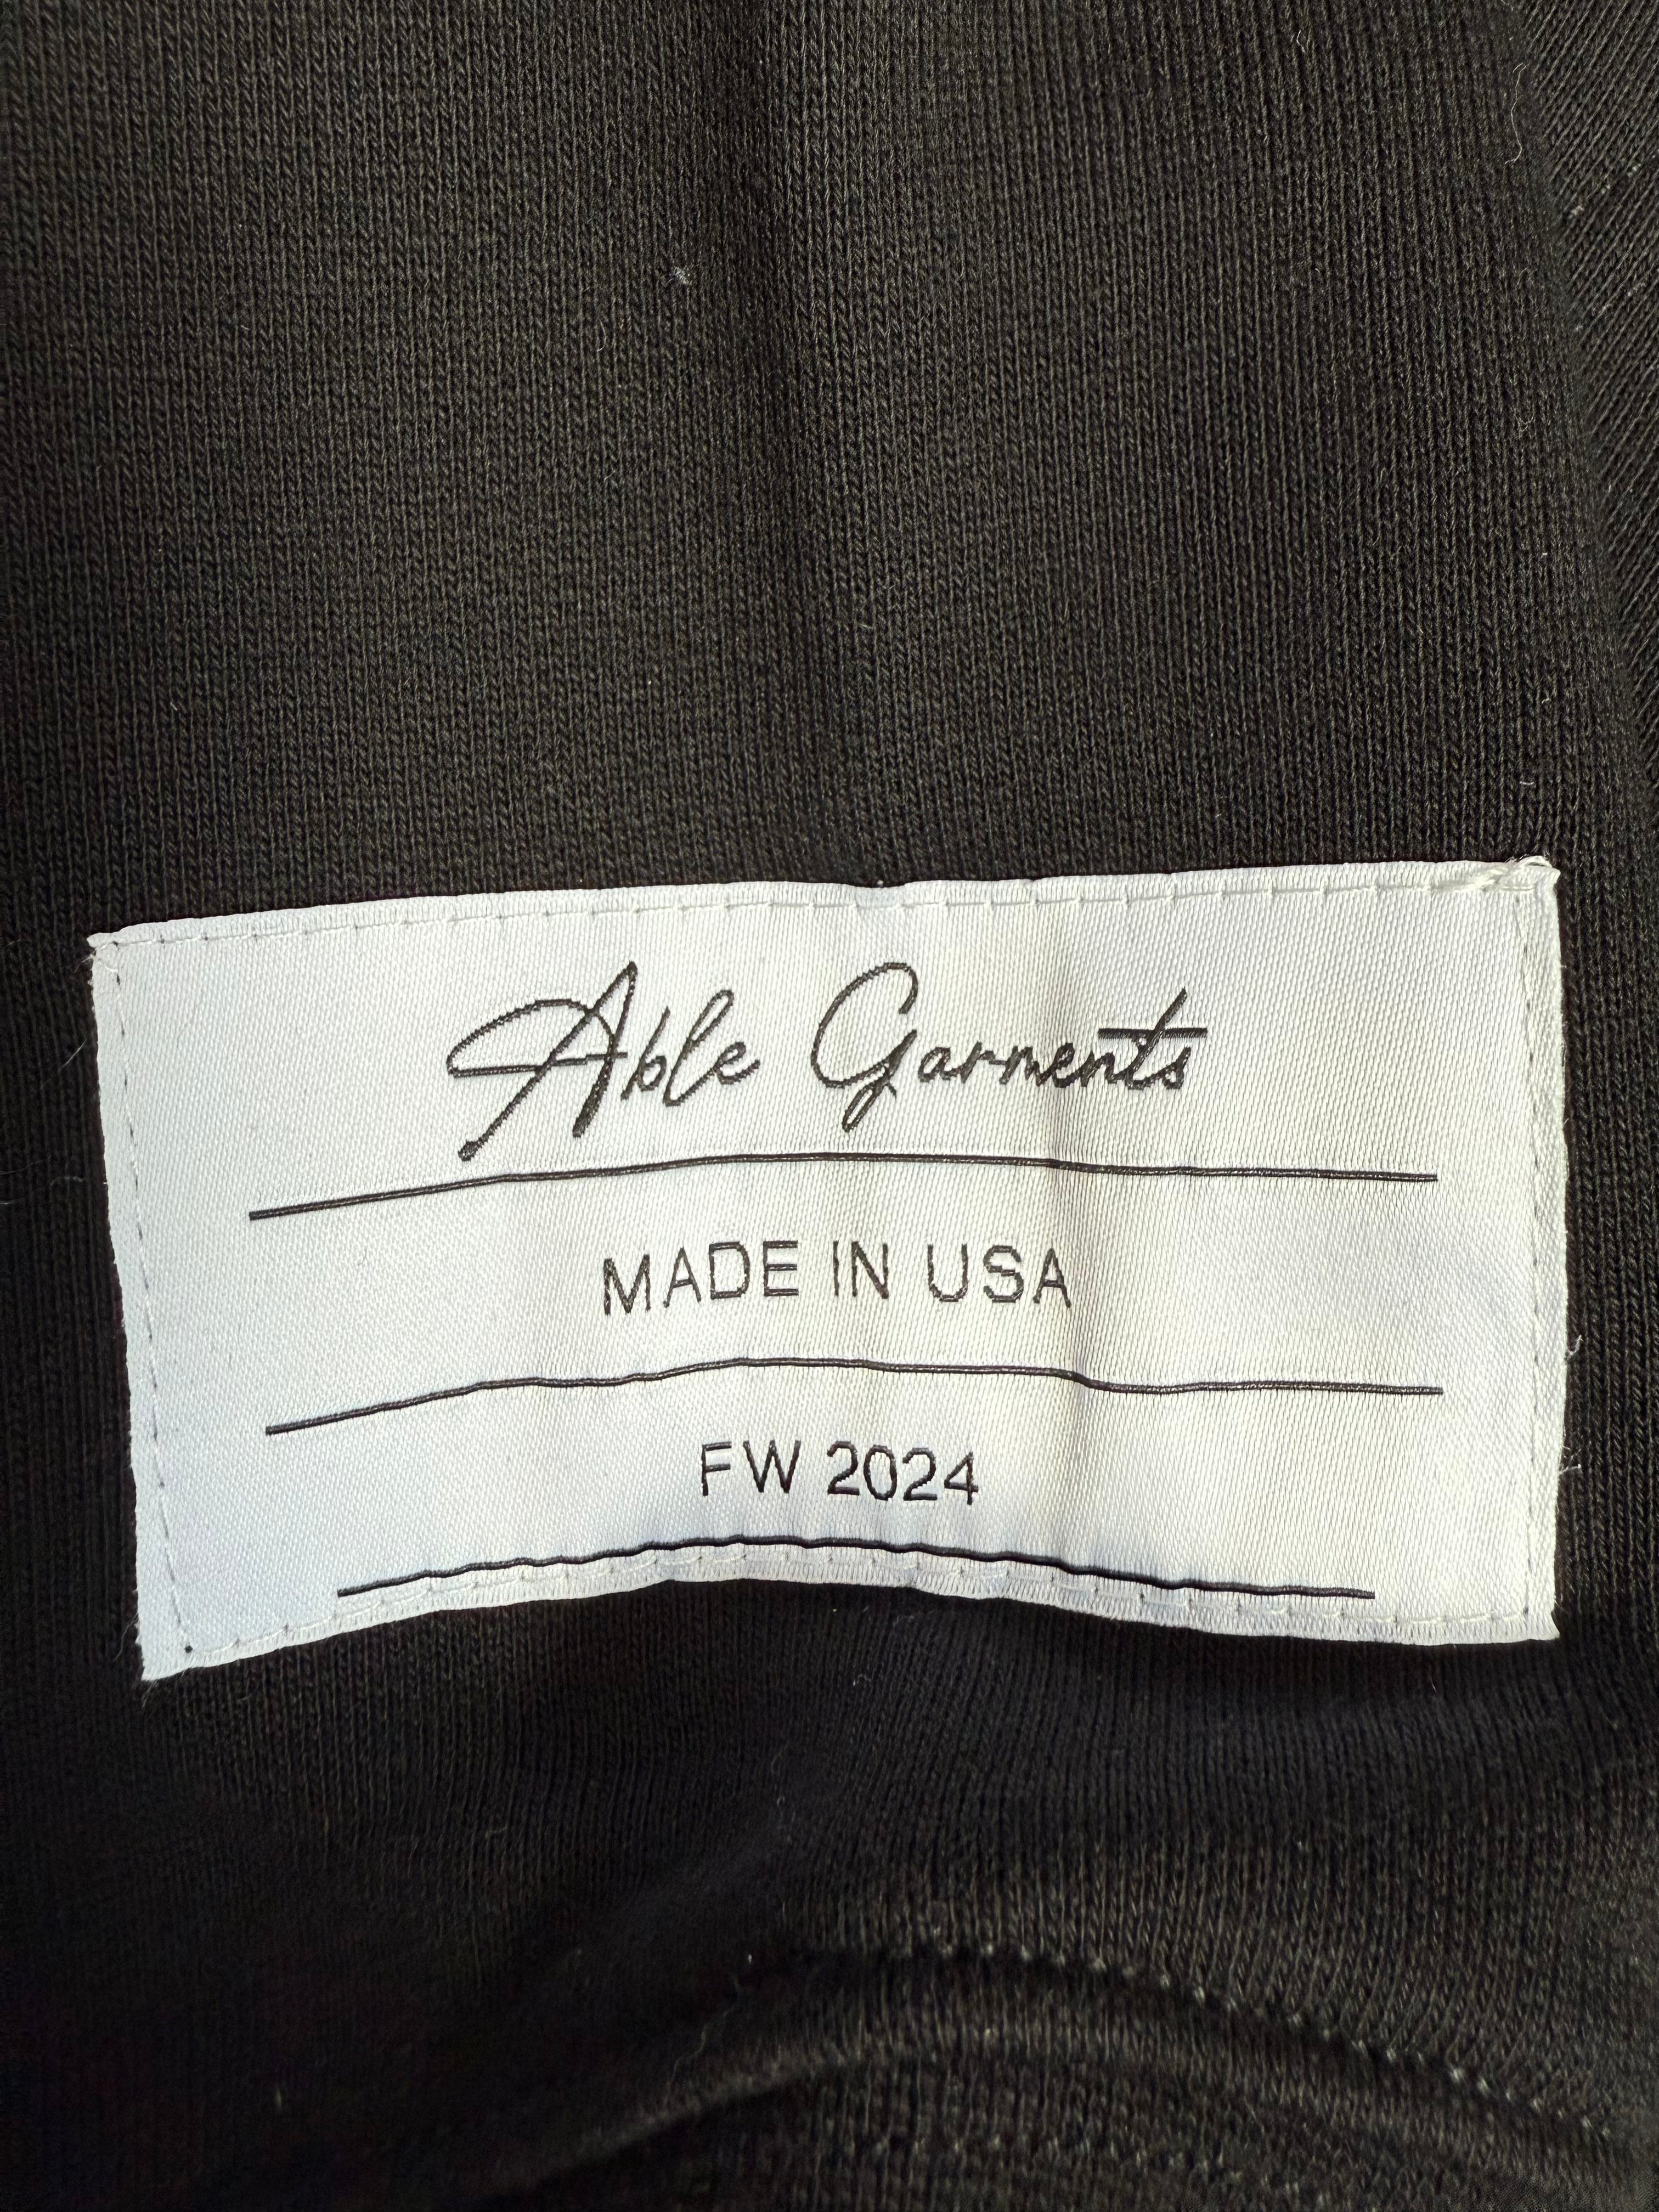 Able Garments
MADE IN USA
FW 2024